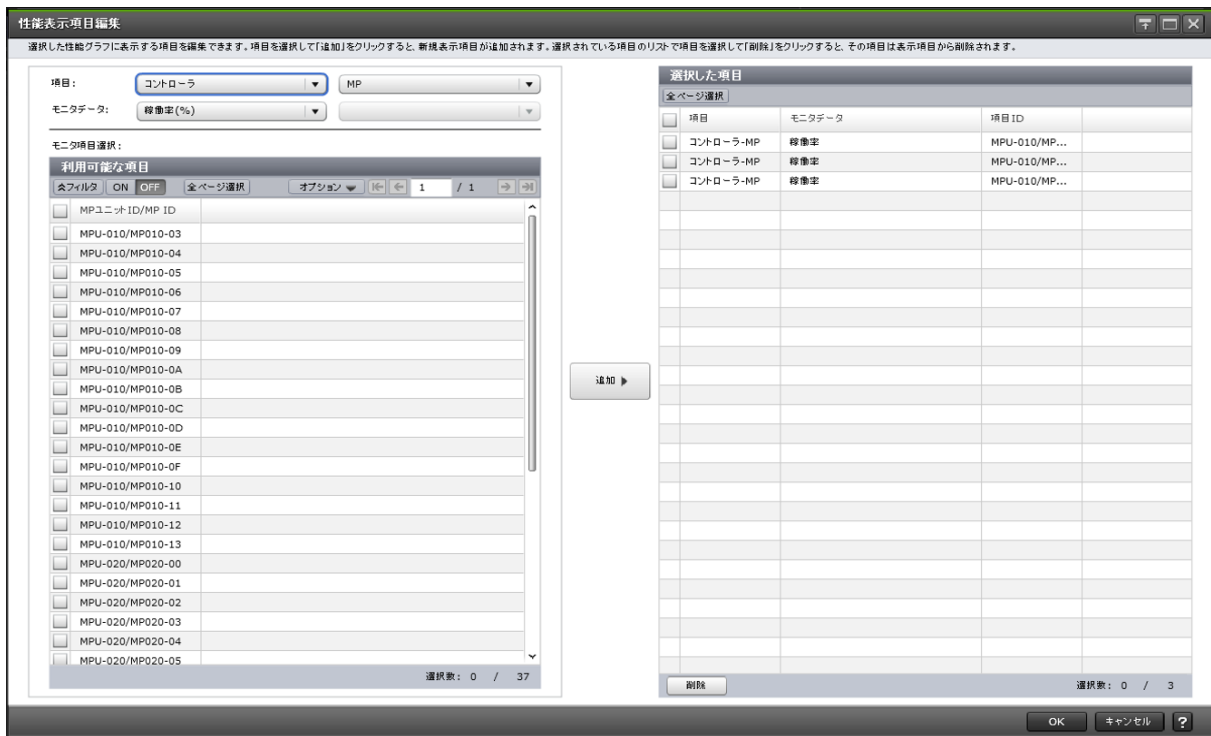 性能表示項目編集
選択した性能グラフに表示する項目を編集できます。項目を選択して「追加」をクリックすると、新規表示項目が追加されます。選択されている項目のリストで項目を選択して「削除」をクリックすると、その項目は表示項目から削除されます。
項目: コントローラ MP
モニタデータ: 稼働率(%)
モニタ項目選択:
利用可能な項目
全フィルタ ON OFF 全ページ選択 オプション 1 / 1
MPユニットID/MP ID
MPU-010/MP010-03
MPU-010/MP010-04
MPU-010/MP010-05
MPU-010/MP010-06
MPU-010/MP010-07
MPU-010/MP010-08
MPU-010/MP010-09
MPU-010/MP010-0A
MPU-010/MP010-0B
MPU-010/MP010-0C
MPU-010/MP010-0D
MPU-010/MP010-0E
MPU-010/MP010-0F
MPU-010/MP010-10
MPU-010/MP010-11
MPU-010/MP010-12
MPU-010/MP010-13
MPU-020/MP020-00
MPU-020/MP020-01
MPU-020/MP020-02
MPU-020/MP020-03
MPU-020/MP020-04
MPU-020/MP020-05
選択数: 0 / 37
追加
選択した項目
全ページ選択
項目 モニタデータ 項目ID
コントローラ-MP 稼働率 MPU-010/MP...
コントローラ-MP 稼働率 MPU-010/MP...
コントローラ-MP 稼働率 MPU-010/MP...
削除 選択数: 0 / 3
OK キャンセル ?